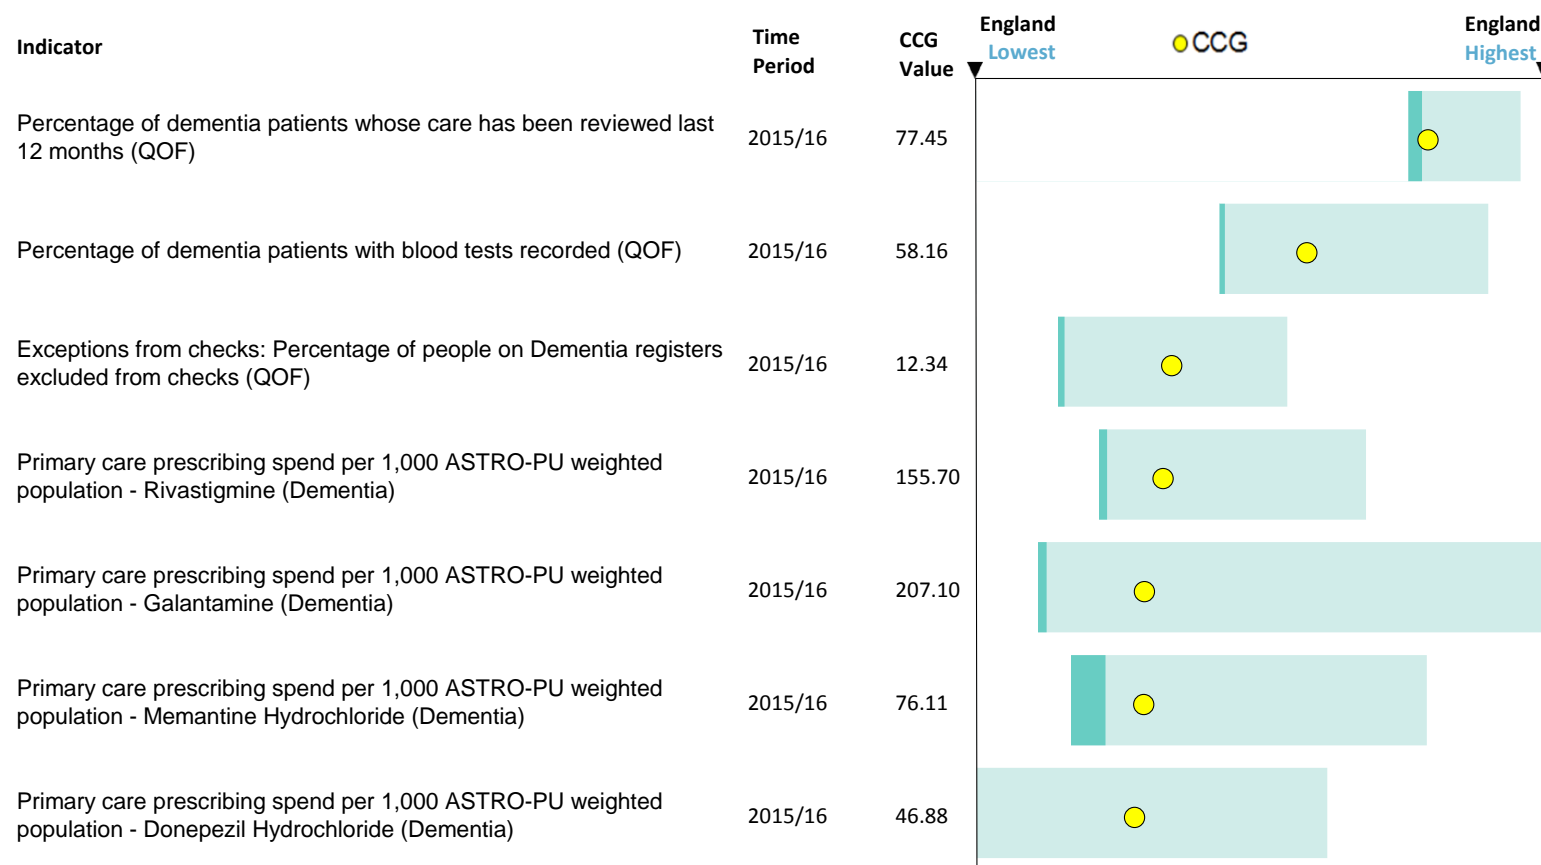 Indicator
Time
Period
CCG
Value
England
Lowest
CCG
England
Highest
Percentage of dementia patients whose care has been reviewed last
12 months (QOF)
2015/16
77.45
Percentage of dementia patients with blood tests recorded (QOF)
2015/16
58.16
Exceptions from checks: Percentage of people on Dementia registers
excluded from checks (QOF)
2015/16
12.34
Primary care prescribing spend per 1,000 ASTRO-PU weighted
population - Rivastigmine (Dementia)
2015/16
155.70
Primary care prescribing spend per 1,000 ASTRO-PU weighted
population - Galantamine (Dementia)
2015/16
207.10
Primary care prescribing spend per 1,000 ASTRO-PU weighted
population - Memantine Hydrochloride (Dementia)
2015/16
76.11
Primary care prescribing spend per 1,000 ASTRO-PU weighted
population - Donepezil Hydrochloride (Dementia)
2015/16
46.88